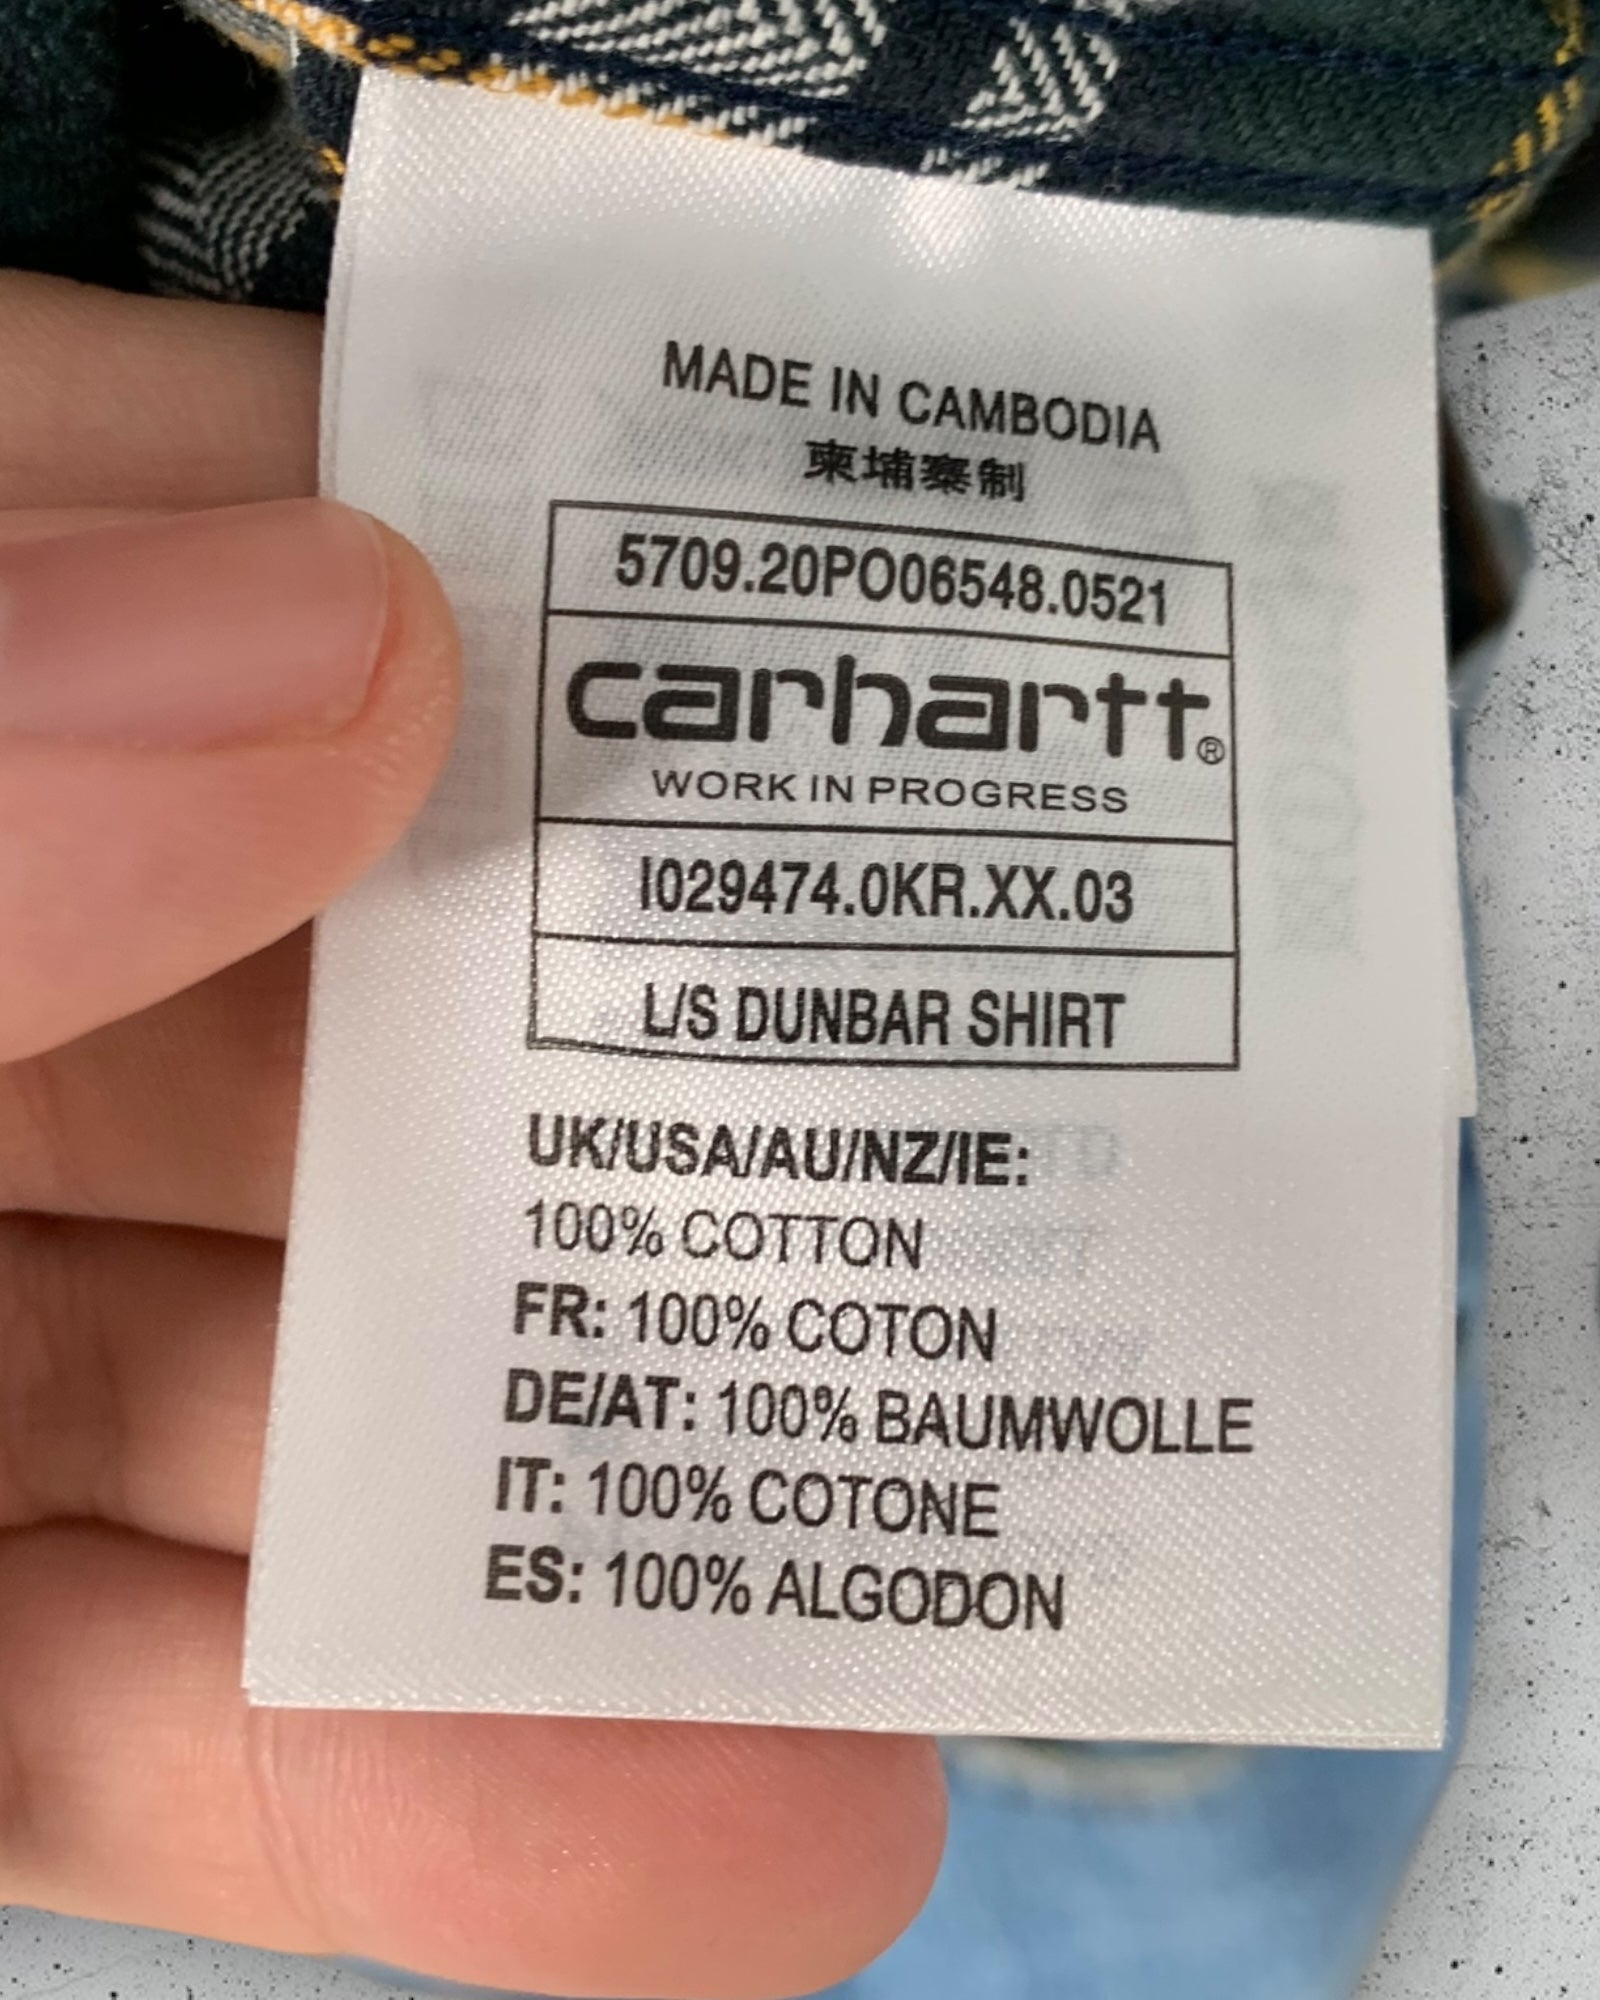 MADE IN CAMBODIA
柬埔寨制
5709.20PO06548.0521
carhartt®
WORK IN PROGRESS
I029474.0KR.XX.03
L/S DUNBAR SHIRT
UK/USA/AU/NZ/IE:
100% COTTON
FR: 100% COTON
DE/AT: 100% BAUMWOLLE
IT: 100% COTONE
ES: 100% ALGODON